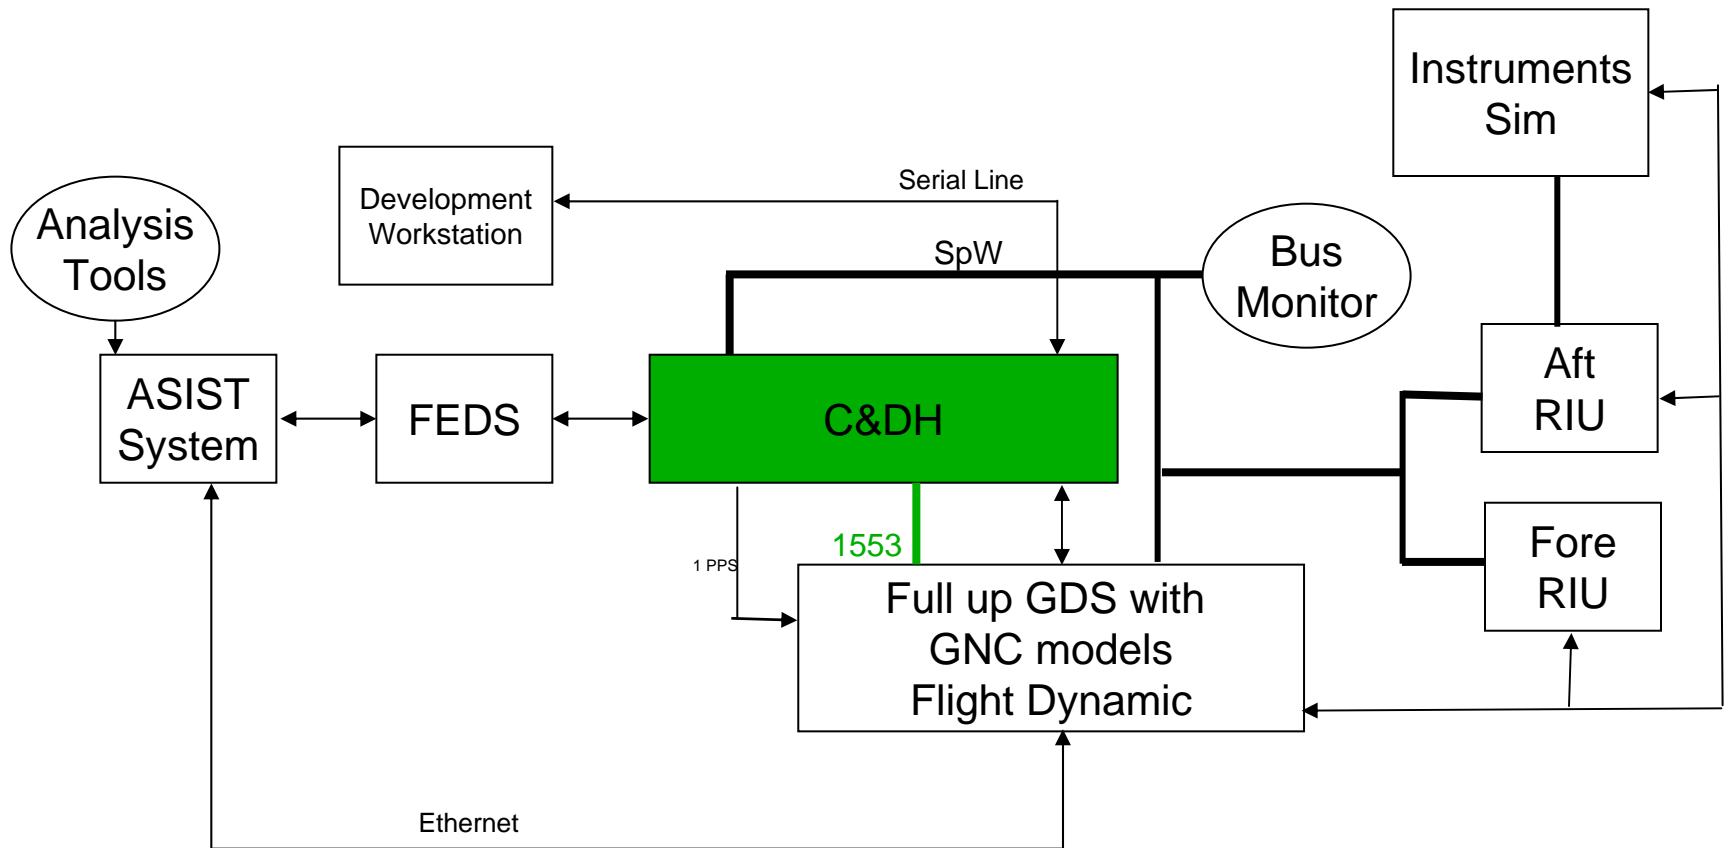 Instruments
Sim
Serial Line
Development
Workstation
Analysis
Tools
SpW
Bus
Monitor
ASIST
System
FEDS
C&DH
Aft
RIU
1553
1 PPS
Fore
RIU
Full up GDS with
GNC models
Flight Dynamic
Ethernet